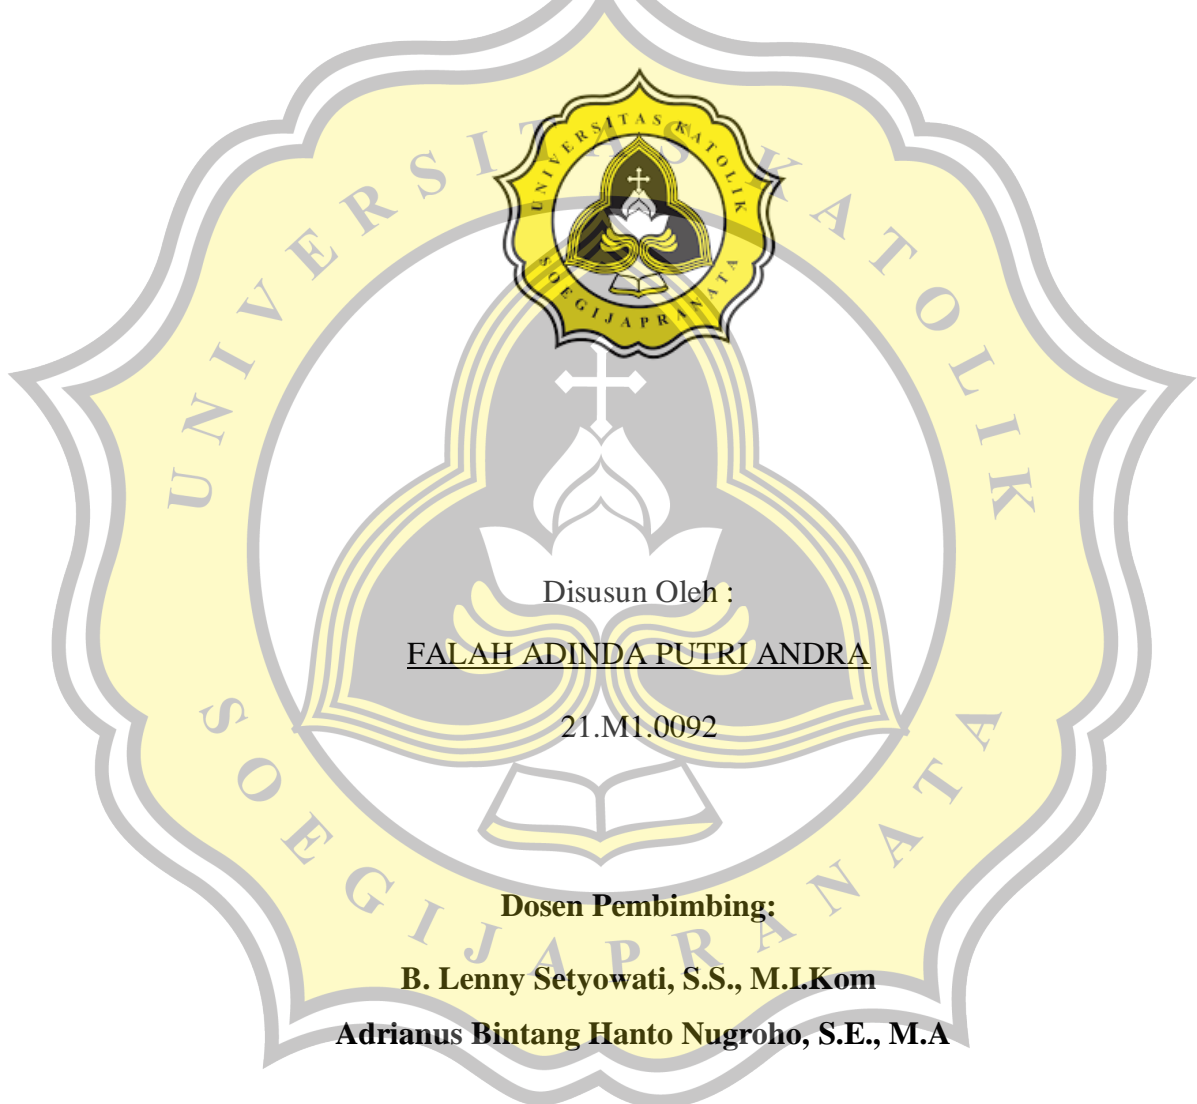 UNIVERSITAS KATOLIK
SOEGIJAPRANATA
UNIVERSITAS KATOLIK
SOEGIJAPRANATA
Disusun Oleh :
FALAH ADINDA PUTRI ANDRA
21.M1.0092
Dosen Pembimbing:
B. Lenny Setyowati, S.S., M.I.Kom
Adrianus Bintang Hanto Nugroho, S.E., M.A